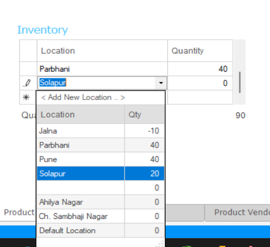 Inventory
Location Quantity
Parbhani 40
Solapur 0
< Add New Location .. >
Qua 90
Location Qty
Jalna -10
Parbhani 40
Pune 40
Solapur 20
0
Ahilya Nagar 0
Ch. Sambhaji Nagar 0
Default Location 0
Product Product Vendo